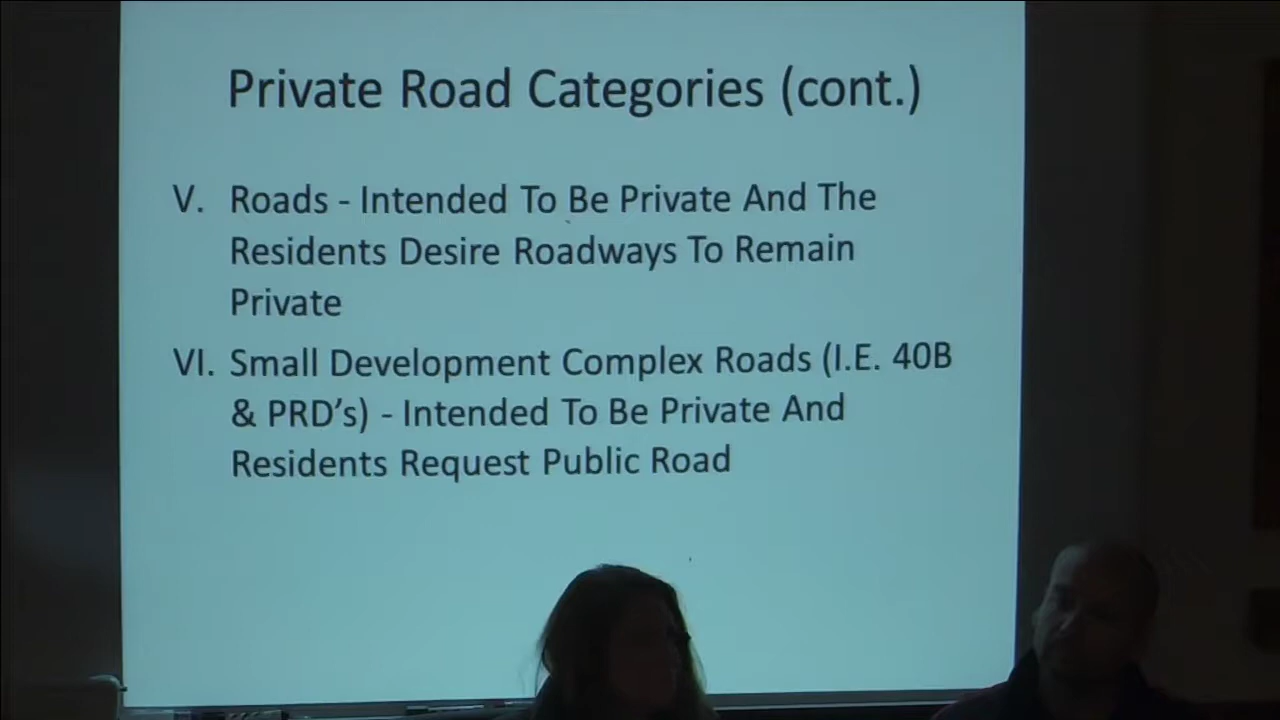 Private Road Categories (cont.)
V. Roads - Intended To Be Private And The
Residents Desire Roadways To Remain
Private
VI. Small Development Complex Roads (I.E. 40B
& PRD's) - Intended To Be Private And
Residents Request Public Road